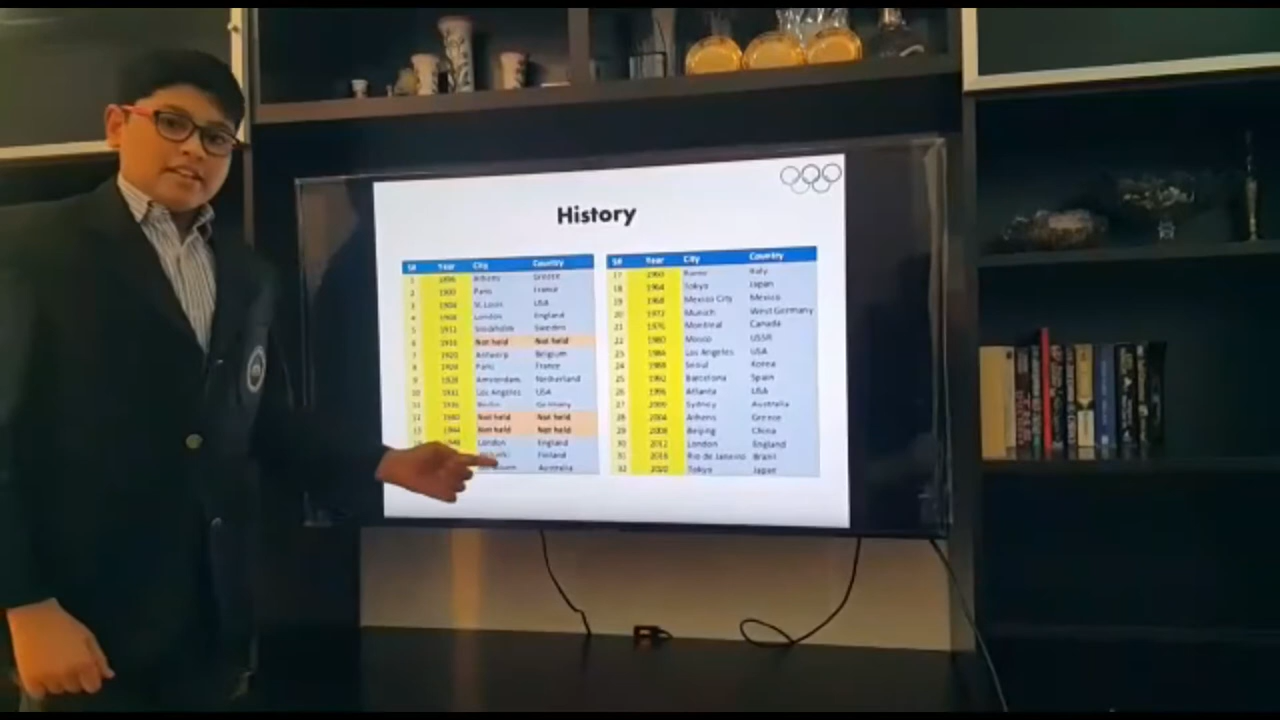 History
S# Year City Country
1 1896 Athens Greece
2 1900 Paris France
3 1904 St. Louis USA
4 1908 London England
5 1912 Stockholm Sweden
6 1916 Not held Not held
7 1920 Antwerp Belgium
8 1924 Paris France
9 1928 Amsterdam Netherland
10 1932 Los Angeles USA
11 1936 Berlin Germany
12 1940 Not held Not held
13 1944 Not held Not held
1948 London England
Finland
Australia
S# Year City Country
17 1960 Rome Italy
18 1964 Tokyo Japan
19 1968 Mexico City Mexico
20 1972 Munich West Germany
21 1976 Montreal Canada
22 1980 USSR
23 Los Angeles USA
24 1988 Seoul Korea
25 1992 Barcelona Spain
26 1996 Atlanta USA
27 2000 Sydney Australia
28 2004 Athens Greece
29 2008 Beijing China
30 2012 London England
31 2016 Rio de Janeiro Brazil
32 2020 Tokyo Japan